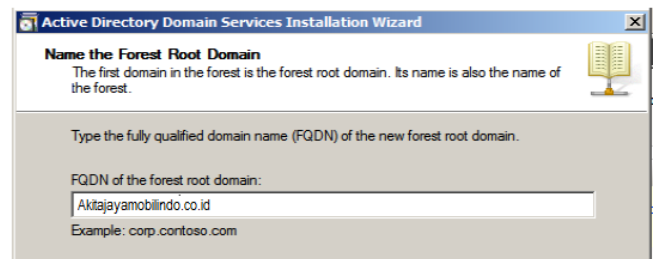 Active Directory Domain Services Installation Wizard
Name the Forest Root Domain
The first domain in the forest is the forest root domain. Its name is also the name of
the forest.
Type the fully qualified domain name (FQDN) of the new forest root domain.
FQDN of the forest root domain:
Akitajayamobilindo.co.id
Example: corp.contoso.com